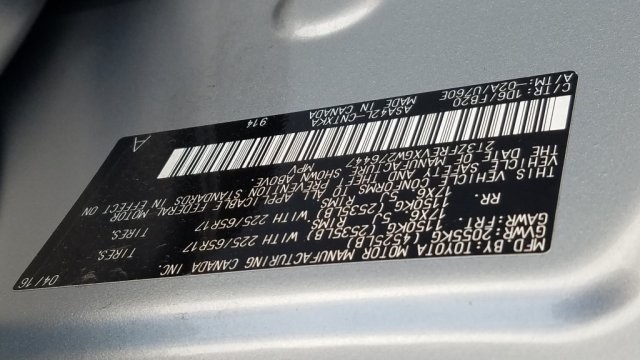 MFD BY:TOYOTA MOTOR MANUFACTURING CANADA INC. 04/16
GVWR:2055KG (4525LB)
GAWR:FRT. 1150KG (2535LB) WITH 225/65R17 TIRES,
17X6.5J RIMS
RR. 1150KG (2535LB) WITH 225/65R17 TIRES,
17X6.5J RIMS
THIS VEHICLE CONFORMS TO ALL APPLICABLE FEDERAL MOTOR
VEHICLE SAFETY AND THEFT PREVENTION STANDARDS IN EFFECT ON
THE DATE OF MANUFACTURE SHOWN ABOVE.
2T3ZFREVXGW276447 MPV
A
C/TR:1D6/FB20 ASA42L-CNTXKA 914
A/TM:-02A/U760E MADE IN CANADA